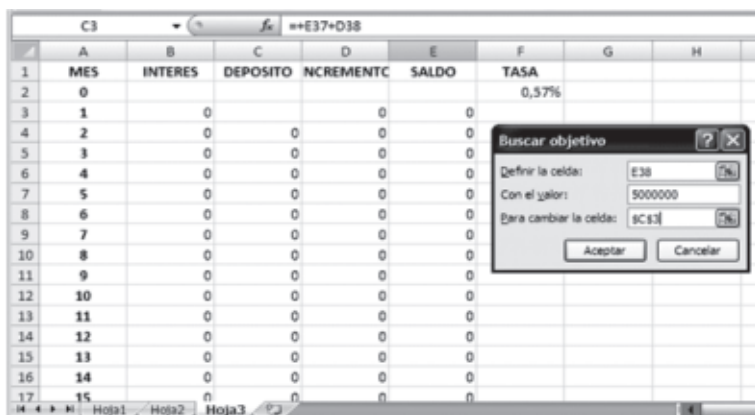 C3 fx =+E37+D38
A B C D E F G H
1 MES INTERES DEPOSITO NCREMENTC SALDO TASA
2 0 0,57%
3 1 0 0 0
4 2 0 0 0 0
5 3 0 0 0 0
6 4 0 0 0 0
7 5 0 0 0 0
8 6 0 0 0 0
9 7 0 0 0 0
10 8 0 0 0 0
11 9 0 0 0 0
12 10 0 0 0 0
13 11 0 0 0 0
14 12 0 0 0 0
15 13 0 0 0 0
16 14 0 0 0 0
17 15 0 0 0 0
Buscar objetivo
Definir la celda: E38
Con el valor: 5000000
Para cambiar la celda: $C$3
Aceptar Cancelar
Hoja1 Hoja2 Hoja3